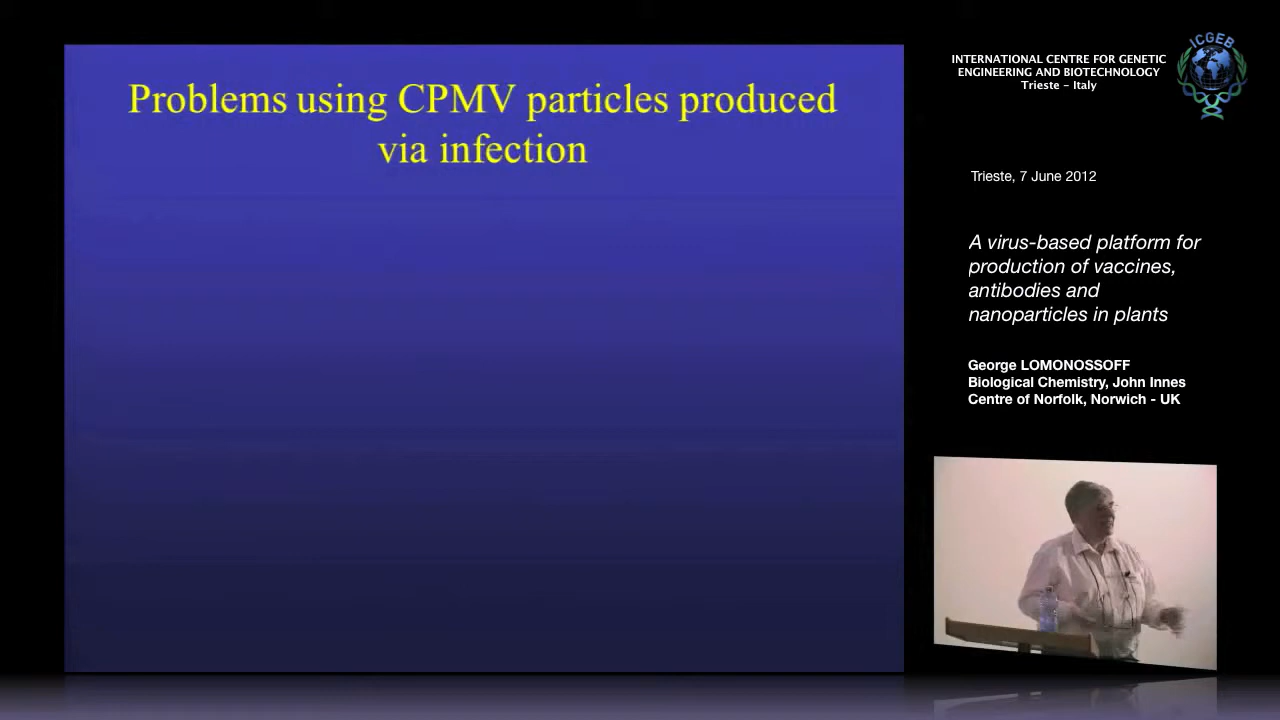 Problems using CPMV particles produced
via infection
INTERNATIONAL CENTRE FOR GENETIC
ENGINEERING AND BIOTECHNOLOGY
Trieste - Italy
ICGEB
Trieste, 7 June 2012
A virus-based platform for
production of vaccines,
antibodies and
nanoparticles in plants
George LOMONOSSOFF
Biological Chemistry, John Innes
Centre of Norfolk, Norwich - UK